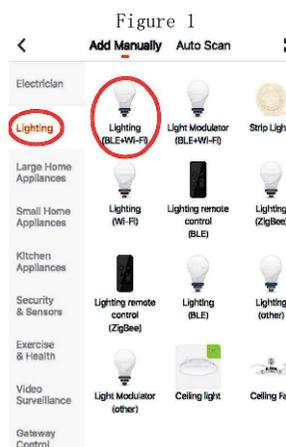 Figure 1
Add Manually Auto Scan
Electrician
Lighting
Large Home
Appliances
Small Home
Appliances
Kitchen
Appliances
Security
& Sensors
Exercise
& Health
Video
Surveillance
Gateway
Control
Lighting
(BLE+Wi-Fi)
Light Modulator
(BLE+Wi-Fi)
Strip Ligh
Lighting
(Wi-Fi)
Lighting remote
control
(BLE)
Lighting
(ZigBee)
Lighting remote
control
(ZigBee)
Lighting
(BLE)
Lighting
(other)
Light Modulator
(other)
Ceiling light
Ceiling Fa